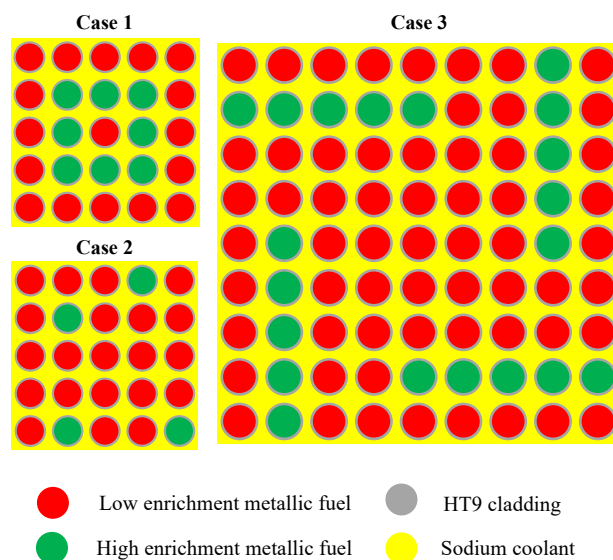 Case 1
Case 3
Case 2
Low enrichment metallic fuel
HT9 cladding
High enrichment metallic fuel
Sodium coolant